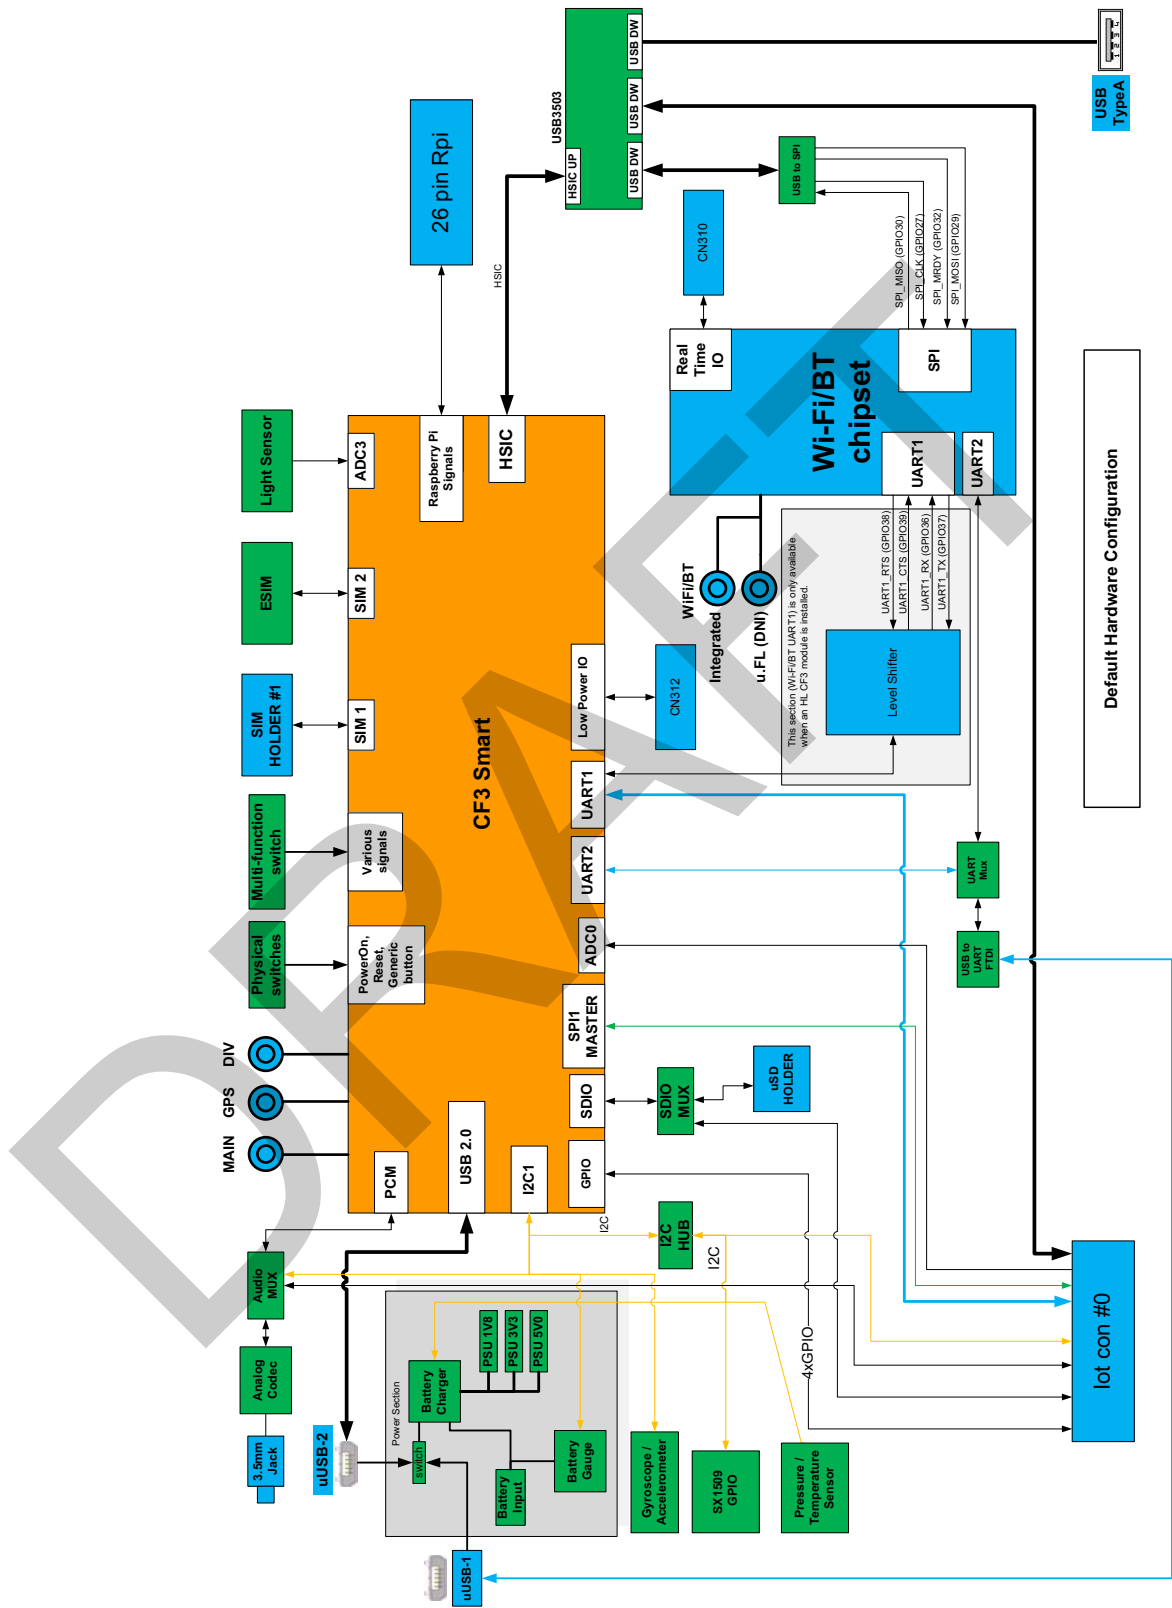 Default Hardware Configuration
DRAFT
3.5mm
Jack
Analog
Codec
Audio
MUX
MAIN
GPS
DIV
Physical
switches
Multi-function
switch
SIM
HOLDER #1
ESIM
Light Sensor
26 pin Rpi
USB3503
HSIC UP
USB DW
USB DW
USB DW
USB
TypeA
1 2 3 4
HSIC
uUSB-2
uUSB-1
PCM
USB 2.0
I2C1
PowerOn,
Reset,
Generic
button
Various
signals
SIM 1
SIM 2
ADC3
Raspberry Pi
Signals
HSIC
CF3 Smart
GPIO
SDIO
SPI1
MASTER
ADC0
UART2
UART1
Low Power IO
I2C
Power Section
switch
Battery
Charger
PSU 1V8
PSU 3V3
PSU 5V0
Battery
Input
Battery
Gauge
Gyroscope /
Accelerometer
SX1509
GPIO
Pressure /
Temperature
Sensor
I2C
HUB
I2C
SDIO
MUX
uSD
HOLDER
4xGPIO
CN312
Integrated
WiFi/BT
u.FL (DNI)
This section (Wi-Fi/BT UART1) is only available
when an HL CF3 module is installed.
Level Shifter
UART1_RTS (GPIO38)
UART1_CTS (GPIO39)
UART1_RX (GPIO36)
UART1_TX (GPIO37)
Wi-Fi/BT
chipset
Real
Time
IO
UART1
UART2
SPI
CN310
USB to SPI
SPI_MISO (GPIO30)
SPI_CLK (GPIO27)
SPI_MRDY (GPIO32)
SPI_MOSI (GPIO29)
USB to
UART
FTDI
UART
Mux
Iot con #0